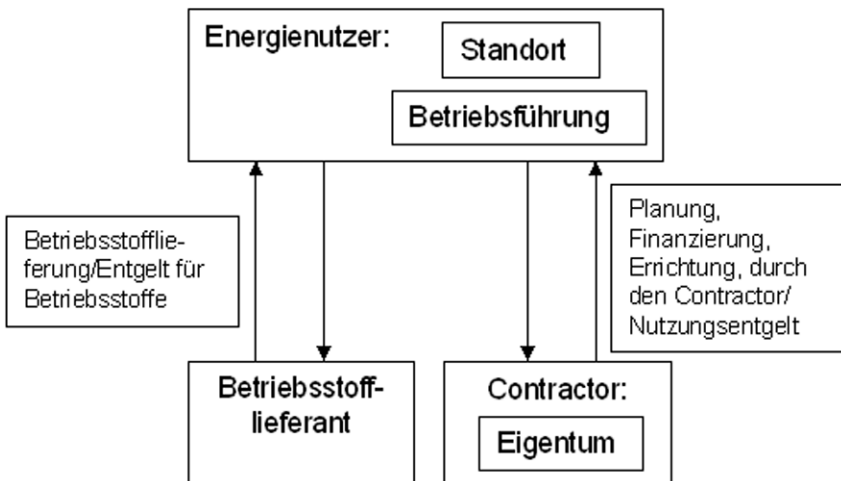 Energienutzer:
Standort
Betriebsführung
Betriebsstofflie-
ferung/Entgelt für
Betriebsstoffe
Planung,
Finanzierung,
Errichtung, durch
den Contractor/
Nutzungsentgelt
Betriebsstoff-
lieferant
Contractor:
Eigentum